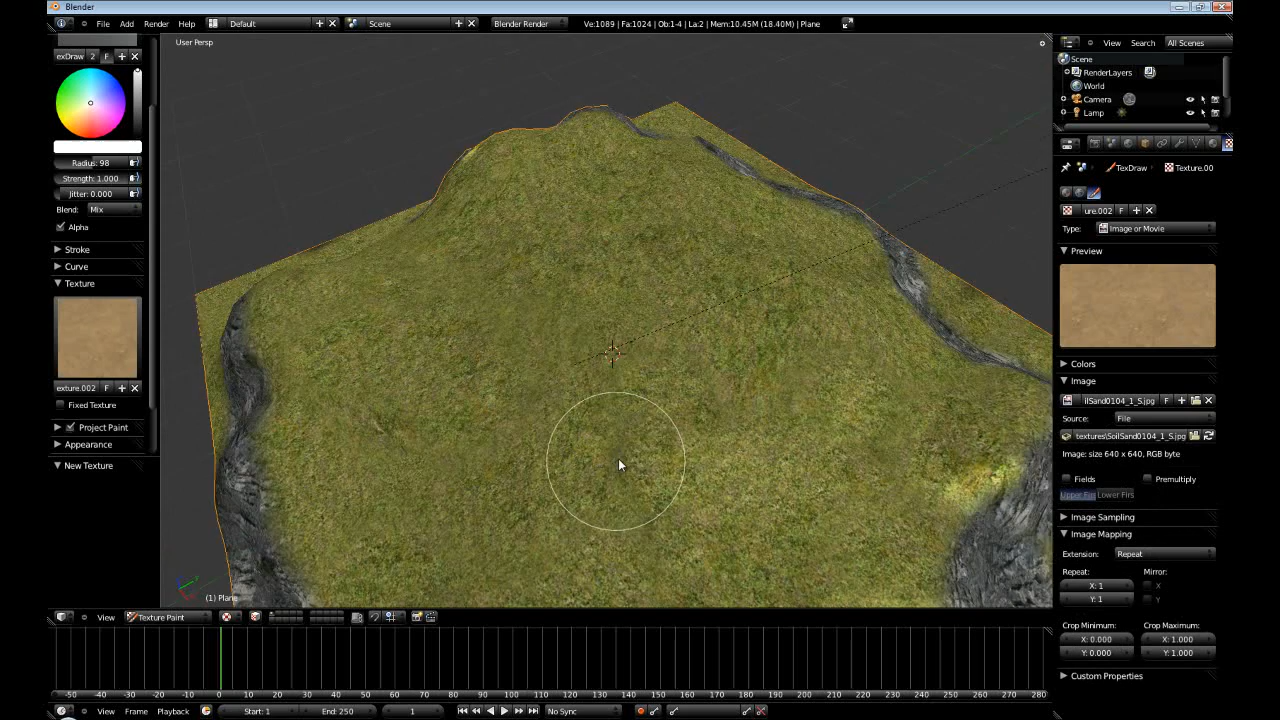 Blender
File Add Render Help Default Scene Blender Render Ve:1089 | Fa:1024 | Ob:1-4 | La:2 | Mem:10.45M (18.40M) | Plane
View Search All Scenes
exDraw 2 F
User Persp
Scene
RenderLayers
World
Camera
Lamp
Radius: 98
Strength: 1.000
Jitter: 0.000
Blend: Mix
Alpha
Stroke
Curve
Texture
exture.002 F
Fixed Texture
Project Paint
Appearance
New Texture
TexDraw Texture.00
ure.002 F
Type: Image or Movie
Preview
Colors
Image
ilSand0104_1_S.jpg F
Source: File
textures\SoilSand0104_1_S.jpg
Image: size 640 x 640, RGB byte
Fields Premultiply
Upper Firs Lower Firs
Image Sampling
Image Mapping
Extension: Repeat
Repeat: Mirror:
X: 1 X
Y: 1 Y
Crop Minimum: Crop Maximum:
X: 0.000 X: 1.000
Y: 0.000 Y: 1.000
Custom Properties
(1) Plane
View Texture Paint
-50 -40 -30 -20 -10 0 10 20 30 40 50 60 70 80 90 100 110 120 130 140 150 160 170 180 190 200 210 220 230 240 250 260 270 280
View Frame Playback Start: 1 End: 250 1 No Sync